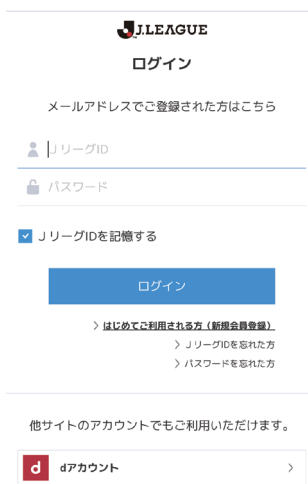 J.LEAGUE
ログイン
メールアドレスでご登録された方はこちら
JリーグID
パスワード
JリーグIDを記憶する
ログイン
はじめてご利用される方（新規会員登録）
JリーグIDを忘れた方
パスワードを忘れた方
他サイトのアカウントでもご利用いただけます。
d dアカウント